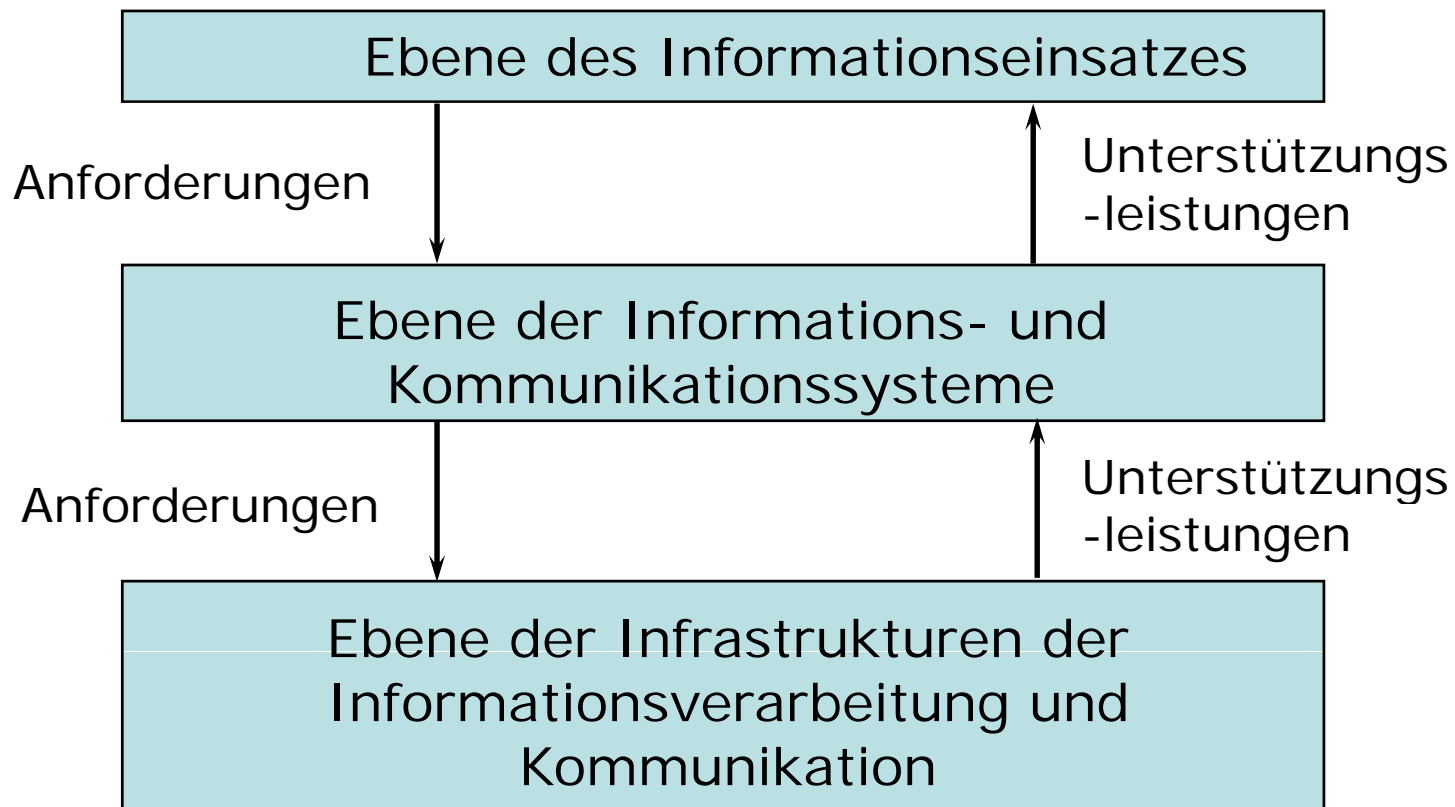 Ebene des Informationseinsatzes
Anforderungen
Unterstützungs
-leistungen
Ebene der Informations- und
Kommunikationssysteme
Anforderungen
Unterstützungs
-leistungen
Ebene der Infrastrukturen der
Informationsverarbeitung und
Kommunikation